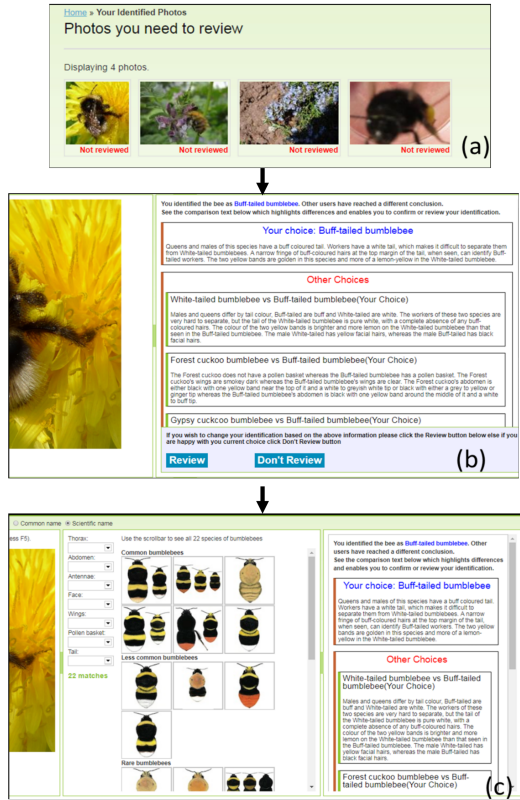 Home » Your Identified Photos
Photos you need to review
Displaying 4 photos.
Not reviewed
Not reviewed
Not reviewed
Not reviewed
(a)
You identified the bee as Buff-tailed bumblebee. Other users have reached a different conclusion.
See the comparison text below which highlights differences and enables you to confirm or review your identification.
Your choice: Buff-tailed bumblebee
Queens and males of this species have a buff coloured tail. Workers have a white tail, which makes it difficult to separate them
from White-tailed bumblebees. A narrow fringe of buff-coloured hairs at the top margin of the tail, when seen, can identify Buff-
tailed workers. The two yellow bands are golden in this species and more of a lemon-yellow in the White-tailed bumblebee.
Other Choices
White-tailed bumblebee vs Buff-tailed bumblebee(Your Choice)
Males and queens differ by tail colour, Buff-tailed are buff and White-tailed are white. The workers of these two species are
very hard to separate, but the tail of the White-tailed bumblebee is pure white, with a complete absence of any buff-
coloured hairs. The colour of the two yellow bands is brighter and more lemon on the White-tailed bumblebee than that
seen in the Buff-tailed bumblebee. The male White-tailed has yellow facial hairs, whereas the male Buff-tailed has black
facial hairs.
Forest cuckoo bumblebee vs Buff-tailed bumblebee(Your Choice)
The Forest cuckoo does not have a pollen basket whereas the Buff-tailed bumblebee has a pollen basket. The Forest
cuckoo's wings are smokey dark whereas the Buff-tailed bumblebee's wings are clear. The Forest cuckoo's abdomen is
either black with one yellow band near the top of it and a white to greyish white tip or black with either a grey to yellow or
ginger tip whereas the Buff-tailed bumblebee's abdomen is black with one yellow band around the middle of it and a white
to buff tip.
Gypsy cuckcoo bumblebee vs Buff-tailed bumblebee(Your Choice)
If you wish to change your identification based on the above information please click the Review button below else if you
are happy with you current choice click Don't Review button
Review
Don't Review
(b)
Common name Scientific name
ess F5).
Thorax:
Abdomen:
Antennae:
Face:
Wings:
Pollen basket:
Tail:
22 matches
Use the scrollbar to see all 22 species of bumblebees
Common bumblebees
Less common bumblebees
Rare bumblebees
You identified the bee as Buff-tailed bumblebee. Other
users have reached a different conclusion.
See the comparison text below which highlights differences
and enables you to confirm or review your identification.
Your choice: Buff-tailed bumblebee
Queens and males of this species have a buff coloured tail.
Workers have a white tail, which makes it difficult to
separate them from White-tailed bumblebees. A narrow
fringe of buff-coloured hairs at the top margin of the tail,
when seen, can identify Buff-tailed workers. The two yellow
bands are golden in this species and more of a lemon-
yellow in the White-tailed bumblebee.
Other Choices
White-tailed bumblebee vs Buff-tailed
bumblebee(Your Choice)
Males and queens differ by tail colour, Buff-tailed are
buff and White-tailed are white. The workers of these
two species are very hard to separate, but the tail of
the White-tailed bumblebee is pure white, with a
complete absence of any buff-coloured hairs. The
colour of the two yellow bands is brighter and more
lemon on the White-tailed bumblebee than that seen in
the Buff-tailed bumblebee. The male White-tailed has
yellow facial hairs, whereas the male Buff-tailed has
black facial hairs.
Forest cuckoo bumblebee vs Buff-
tailed bumblebee(Your Choice)
(c)